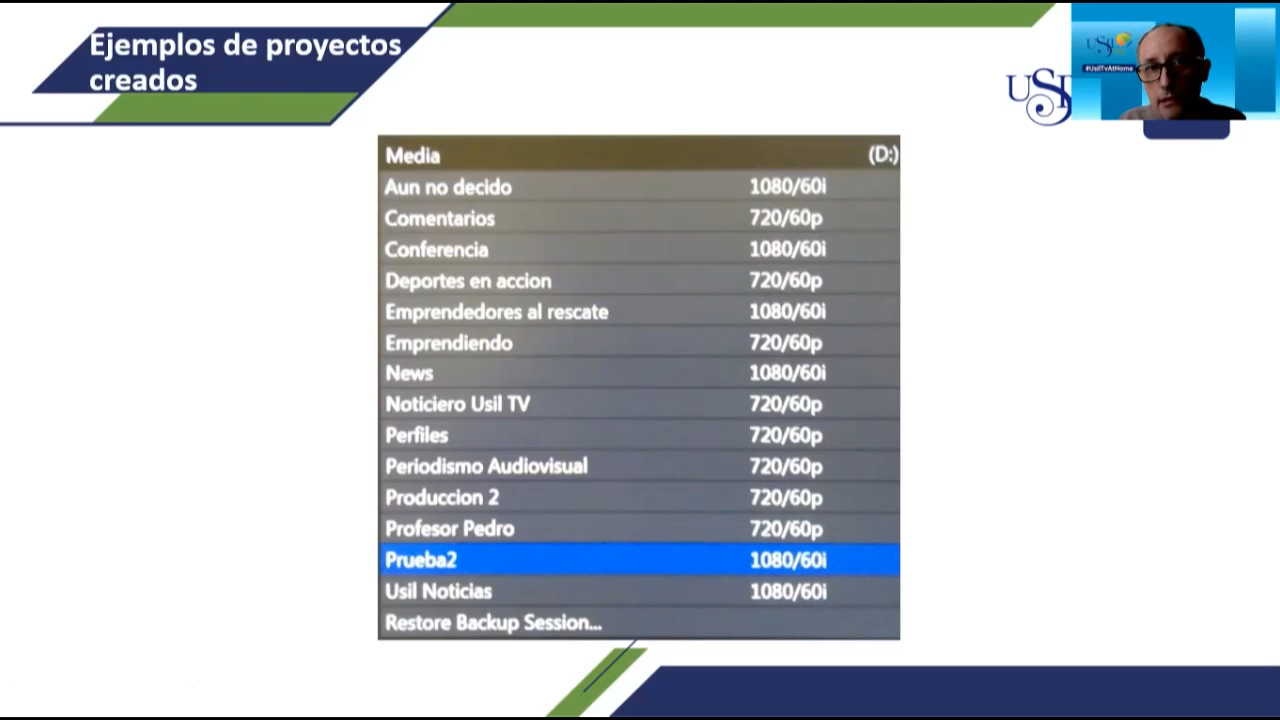 Ejemplos de proyectos
creados
USIL
#UsilTvAtHome
USI
Media (D:)
Aun no decido 1080/60i
Comentarios 720/60p
Conferencia 1080/60i
Deportes en accion 720/60p
Emprendedores al rescate 1080/60i
Emprendiendo 720/60p
News 1080/60i
Noticiero Usil TV 720/60p
Perfiles 720/60p
Periodismo Audiovisual 720/60p
Produccion 2 720/60p
Profesor Pedro 720/60p
Prueba2 1080/60i
Usil Noticias 1080/60i
Restore Backup Session...